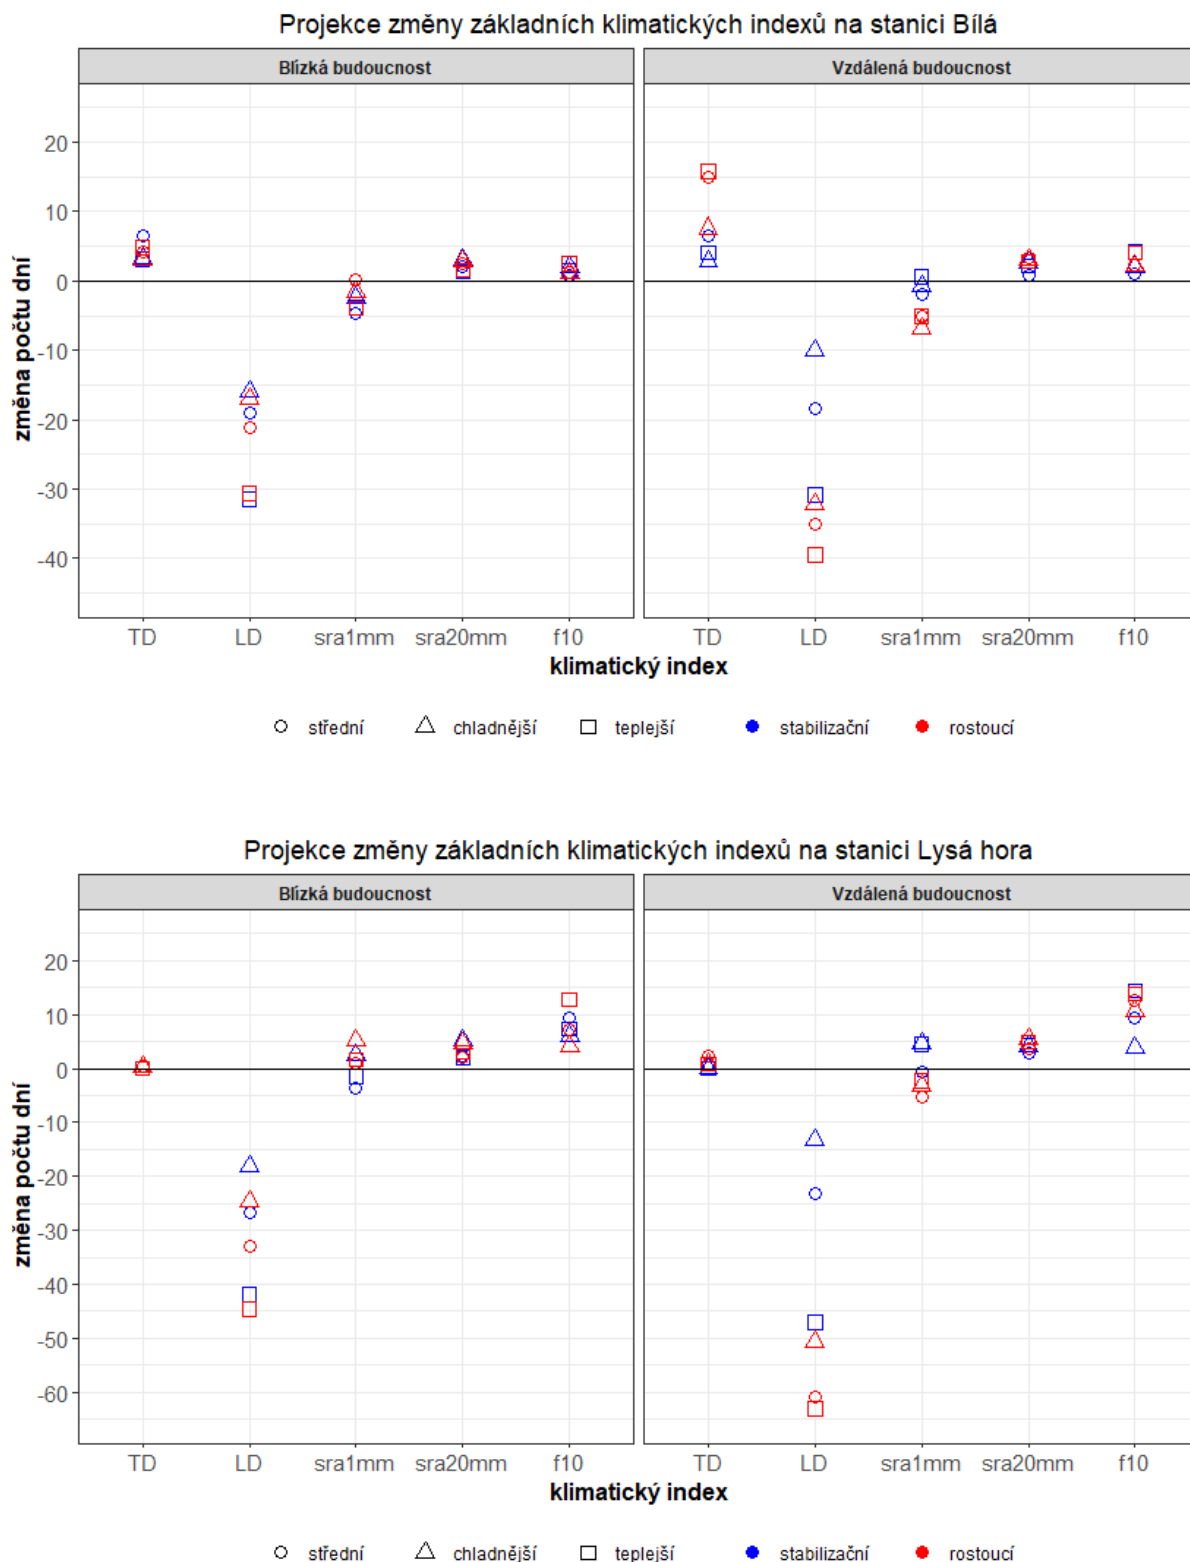 Projekce změny základních klimatických indexů na stanici Bílá
Blízká budoucnost
Vzdálená budoucnost
změna počtu dní
20
10
0
-10
-20
-30
-40
TD LD sra1mm sra20mm f10
TD LD sra1mm sra20mm f10
klimatický index
střední chladnější teplejší stabilizační rostoucí
Projekce změny základních klimatických indexů na stanici Lysá hora
Blízká budoucnost
Vzdálená budoucnost
změna počtu dní
20
10
0
-10
-20
-30
-40
-50
-60
TD LD sra1mm sra20mm f10
TD LD sra1mm sra20mm f10
klimatický index
střední chladnější teplejší stabilizační rostoucí